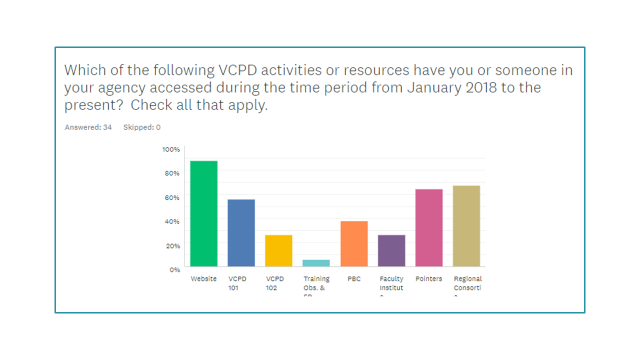 Which of the following VCPD activities or resources have you or someone in
your agency accessed during the time period from January 2018 to the
present? Check all that apply.
Answered: 34 Skipped: 0
100%
80%
60%
40%
20%
0%
Website VCPD VCPD Training PBC Faculty Pointers Regional
101 102 Obs. & Institut Consorti